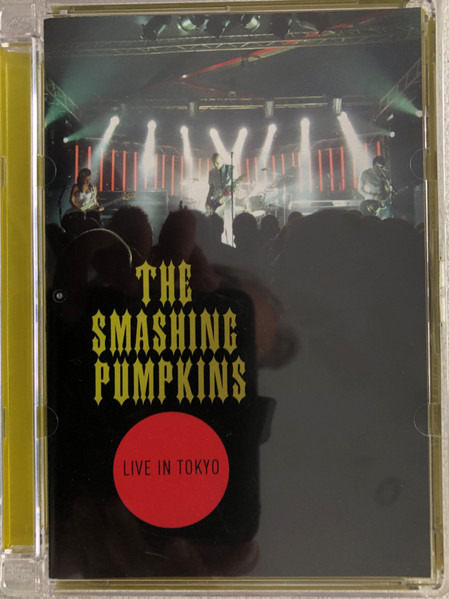 THE
SMASHING
PUMPKINS
LIVE IN TOKYO